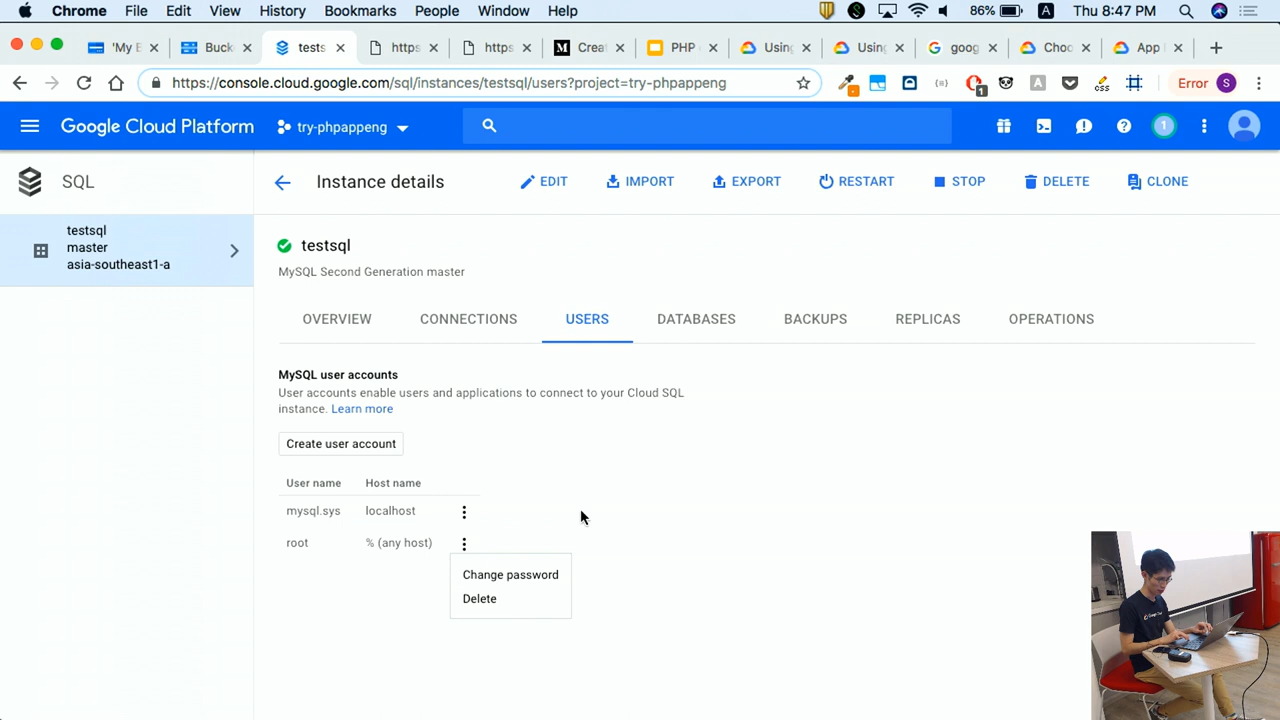 Chrome File Edit View History Bookmarks People Window Help 86% A Thu 8:47 PM
'My E Buck tests https https Crea PHP Using Using goog Choo App
https://console.cloud.google.com/sql/instances/testsql/users?project=try-phpappeng 1 A css Error S
Google Cloud Platform try-phpappeng 1
SQL Instance details EDIT IMPORT EXPORT RESTART STOP DELETE CLONE
testsql
master
asia-southeast1-a
testsql
MySQL Second Generation master
OVERVIEW CONNECTIONS USERS DATABASES BACKUPS REPLICAS OPERATIONS
MySQL user accounts
User accounts enable users and applications to connect to your Cloud SQL
instance. Learn more
Create user account
User name Host name
mysql.sys localhost
root % (any host)
Change password
Delete